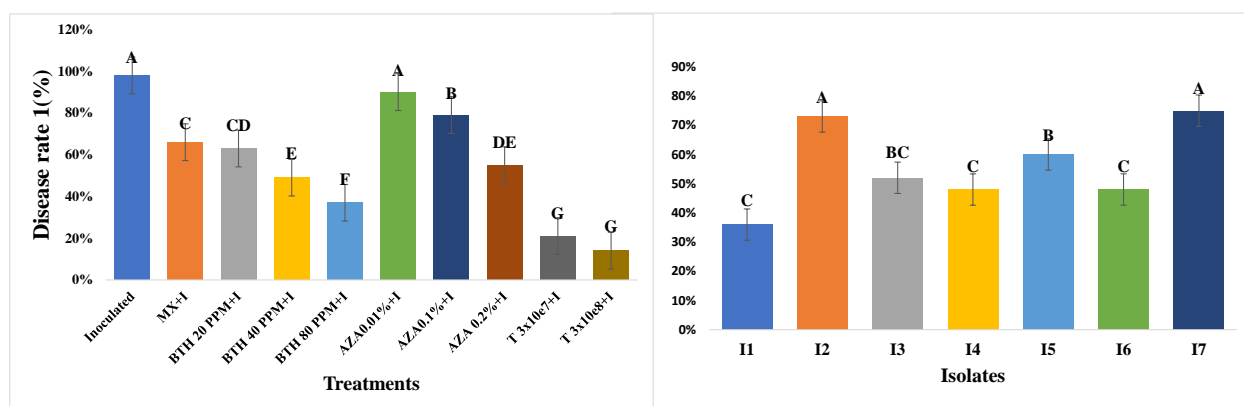 120%
100%
80%
60%
40%
20%
0%
Disease rate 1(%)
A
C
CD
E
F
A
B
DE
G
G
Inoculated
MX+I
BTH 20 PPM+I
BTH 40 PPM+I
BTH 80 PPM+I
AZA0.01%+I
AZA0.1%+I
AZA 0.2%+I
T 3x10e7+I
T 3x10e8+I
Treatments
90%
80%
70%
60%
50%
40%
30%
20%
10%
0%
C
A
BC
C
B
C
A
I1 I2 I3 I4 I5 I6 I7
Isolates